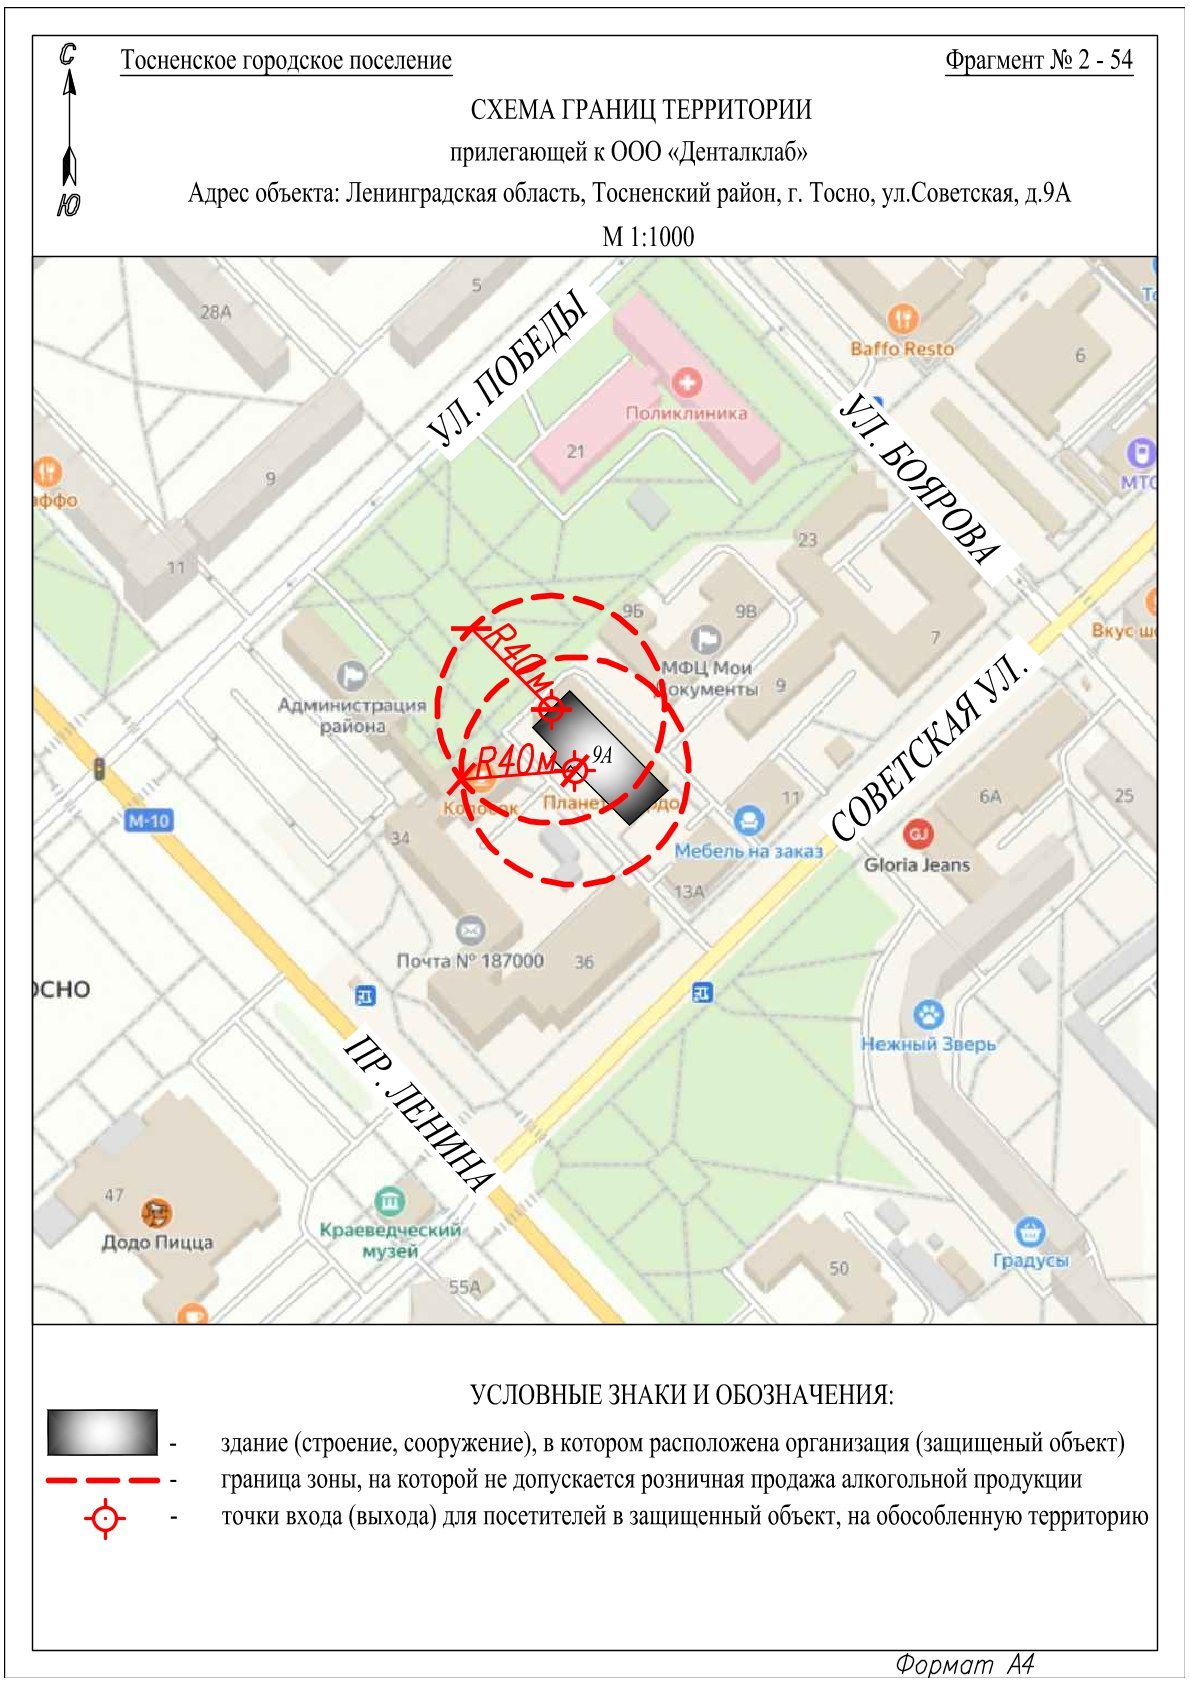 С
Ю
Тосненское городское поселение
Фрагмент № 2 - 54
СХЕМА ГРАНИЦ ТЕРРИТОРИИ
прилегающей к ООО «Денталклаб»
Адрес объекта: Ленинградская область, Тосненский район, г. Тосно, ул.Советская, д.9А
М 1:1000
28А
5
УЛ. ПОБЕДЫ
Baffo Resto
6
Поликлиника
21
УЛ. БОЯРОВА
МТС
9
11
23
7
9Б
9В
МФЦ Мои
9
Администрация
района
R40м
R40м
9А
СОВЕТСКАЯ УЛ.
М-10
Колосок
34
11
Мебель на заказ
13А
6А
25
GJ
Gloria Jeans
Почта № 187000
36
ОСНО
ПР. ЛЕНИНА
Нежный Зверь
47
Додо Пицца
Краеведческий
музей
55А
50
Градусы
УСЛОВНЫЕ ЗНАКИ И ОБОЗНАЧЕНИЯ:
- здание (строение, сооружение), в котором расположена организация (защищеный объект)
- граница зоны, на которой не допускается розничная продажа алкогольной продукции
- точки входа (выхода) для посетителей в защищенный объект, на обособленную территорию
Формат А4